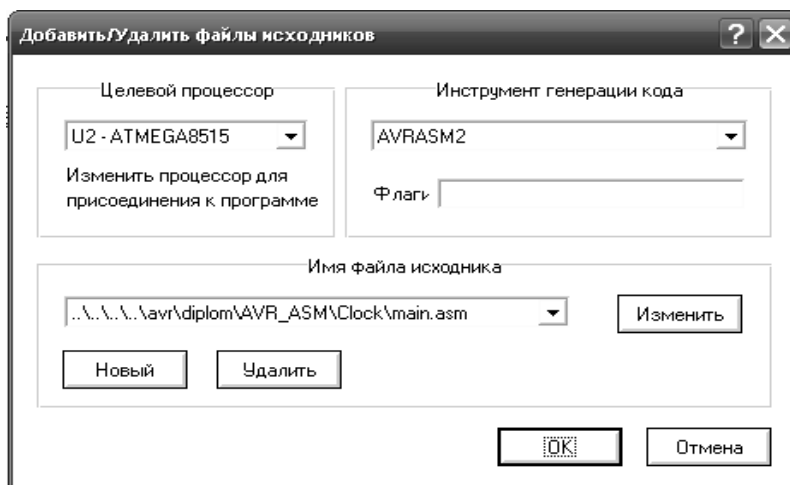 Добавить/Удалить файлы исходников
Целевой процессор
Инструмент генерации кода
U2 - ATMEGA8515
AVRASM2
Изменить процессор для
присоединения к программе
Флаги
Имя файла исходника
..\..\..\..\avr\diplom\AVR_ASM\Clock\main.asm
Изменить
Новый
Удалить
OK
Отмена